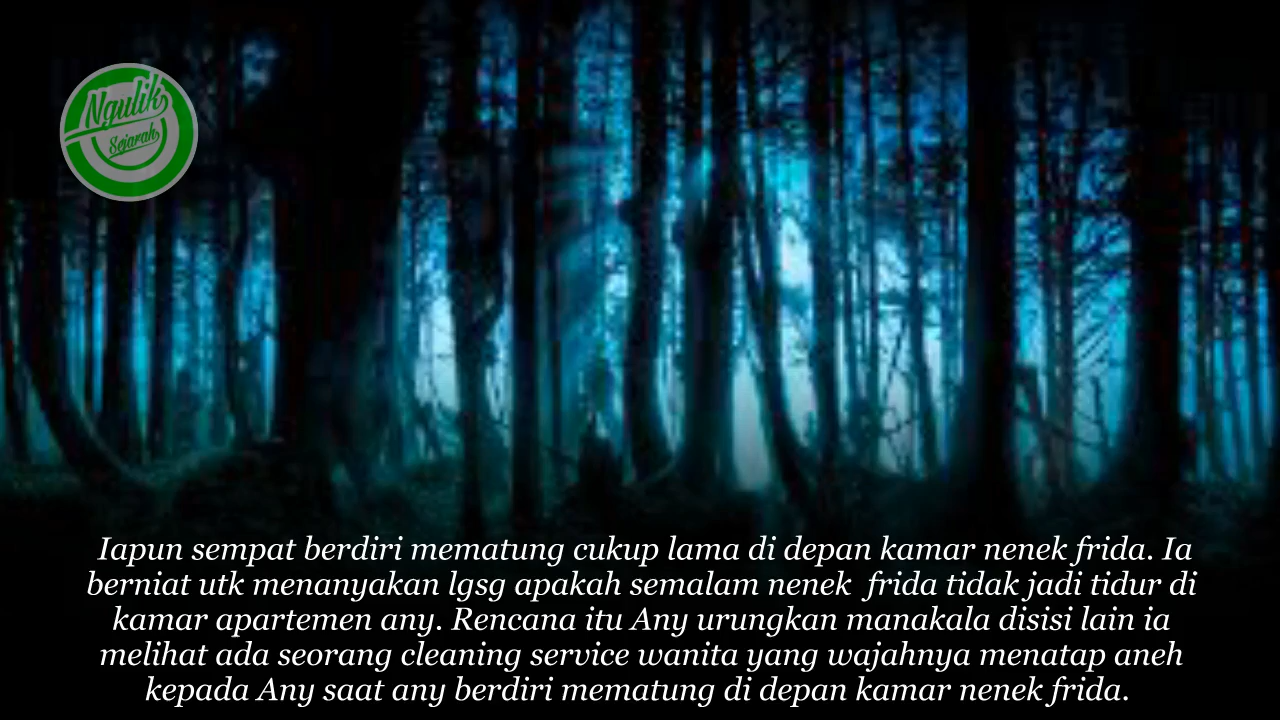 Ngulik
Sejarah
Iapun sempat berdiri mematung cukup lama di depan kamar nenek frida. Ia
berniat utk menanyakan lgsg apakah semalam nenek  frida tidak jadi tidur di
kamar apartemen any. Rencana itu Any urungkan manakala disisi lain ia
melihat ada seorang cleaning service wanita yang wajahnya menatap aneh
kepada Any saat any berdiri mematung di depan kamar nenek frida.